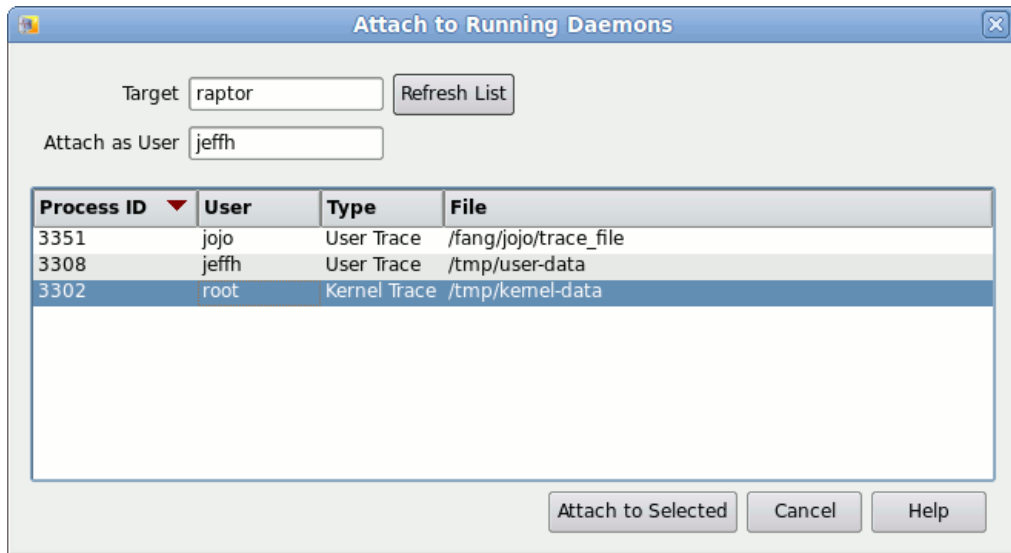 Attach to Running Daemons
Target raptor Refresh List
Attach as User jeffh
Process ID User Type File
3351 jojo User Trace /fang/jojo/trace_file
3308 jeffh User Trace /tmp/user-data
3302 root Kernel Trace /tmp/kernel-data
Attach to Selected Cancel Help